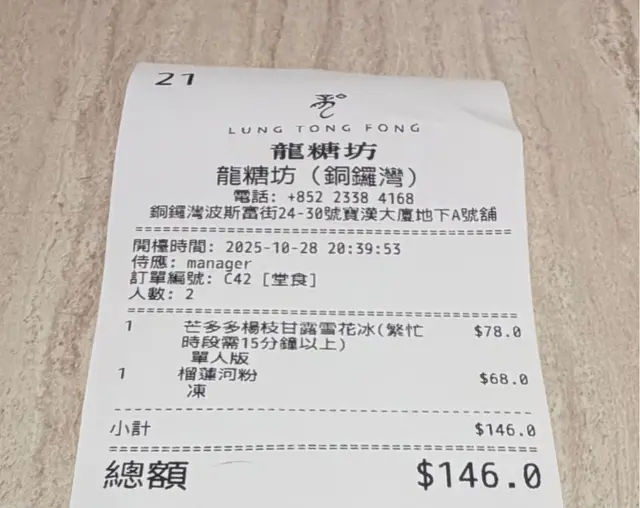 21
LUNG TONG FONG
龍糖坊
龍糖坊 (銅鑼灣)
電話: +852 2338 4168
銅鑼灣波斯富街24-30號寶漢大廈地下A號舖
開檯時間: 2025-10-28 20:39:53
侍應: manager
訂單編號: C42 [堂食]
人數: 2
1 芒多多楊枝甘露雪花冰(繁忙 $78.0
時段需15分鐘以上)
單人版
1 榴蓮河粉 $68.0
凍
小計 $146.0
總額 $146.0